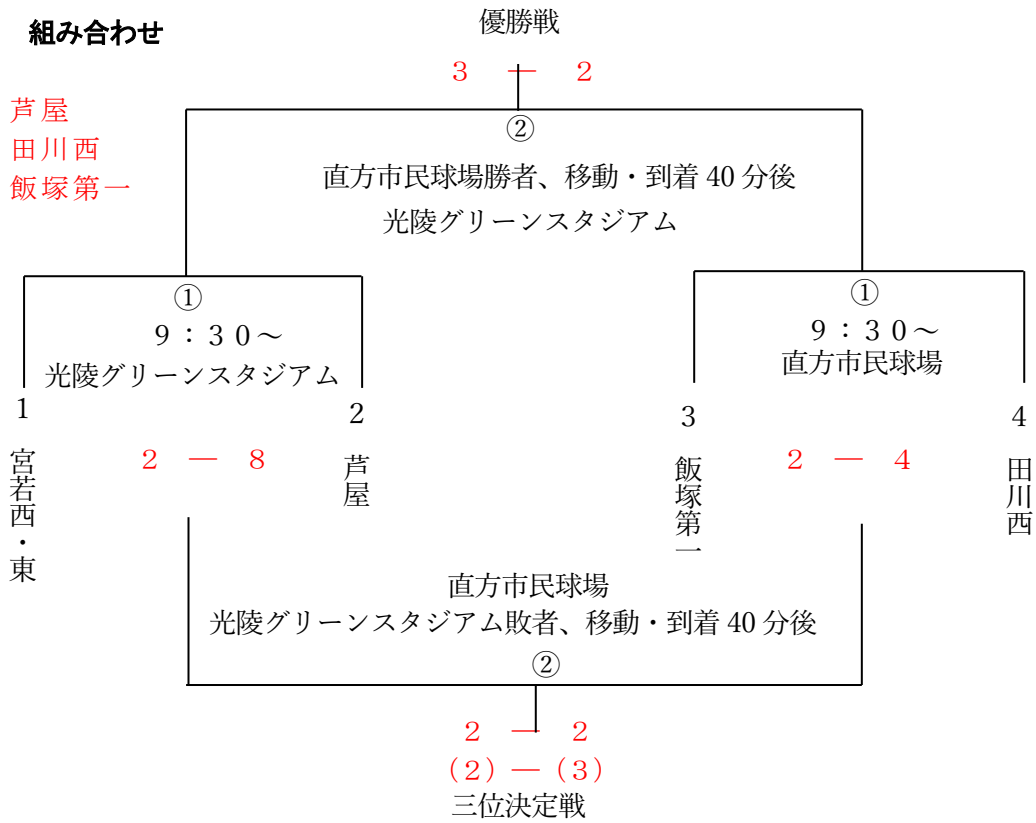 組み合わせ
優勝戦
3 — 2
芦屋
田川西
飯塚第一
②
直方市民球場勝者、移動・到着 40 分後
光陵グリーンスタジアム
①
9：30～
光陵グリーンスタジアム
①
9：30～
直方市民球場
1
宮若西・東
2 — 8
2
芦屋
3
飯塚第一
2 — 4
4
田川西
直方市民球場
光陵グリーンスタジアム敗者、移動・到着 40 分後
②
2 — 2
(2) — (3)
三位決定戦